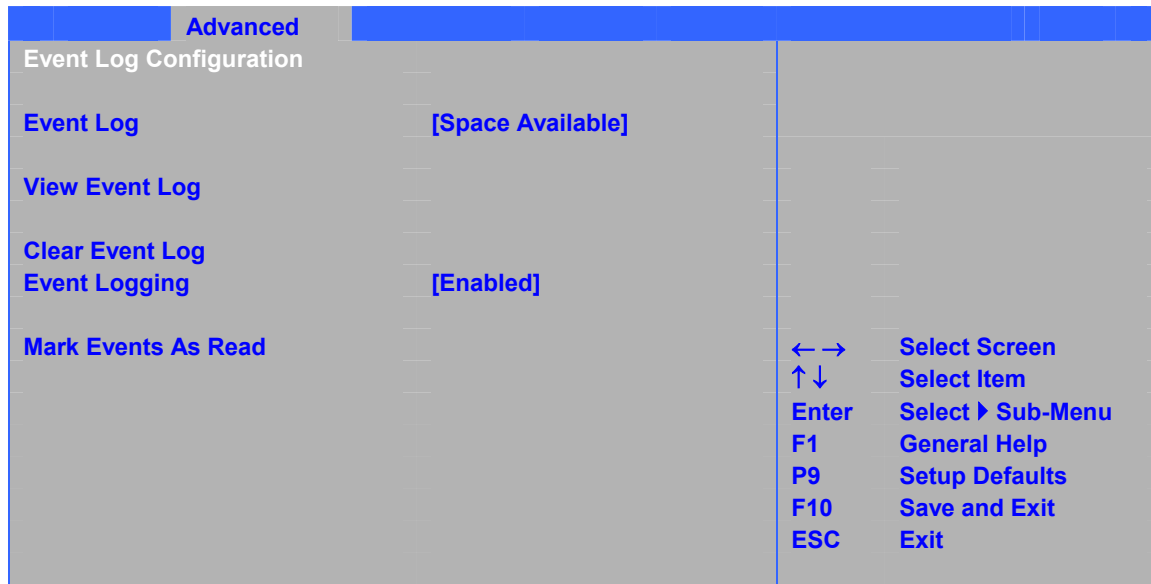 Advanced
Event Log Configuration
Event Log [Space Available]
View Event Log
Clear Event Log
Event Logging [Enabled]
Mark Events As Read
← → Select Screen
↑↓ Select Item
Enter Select ▶ Sub-Menu
F1 General Help
P9 Setup Defaults
F10 Save and Exit
ESC Exit